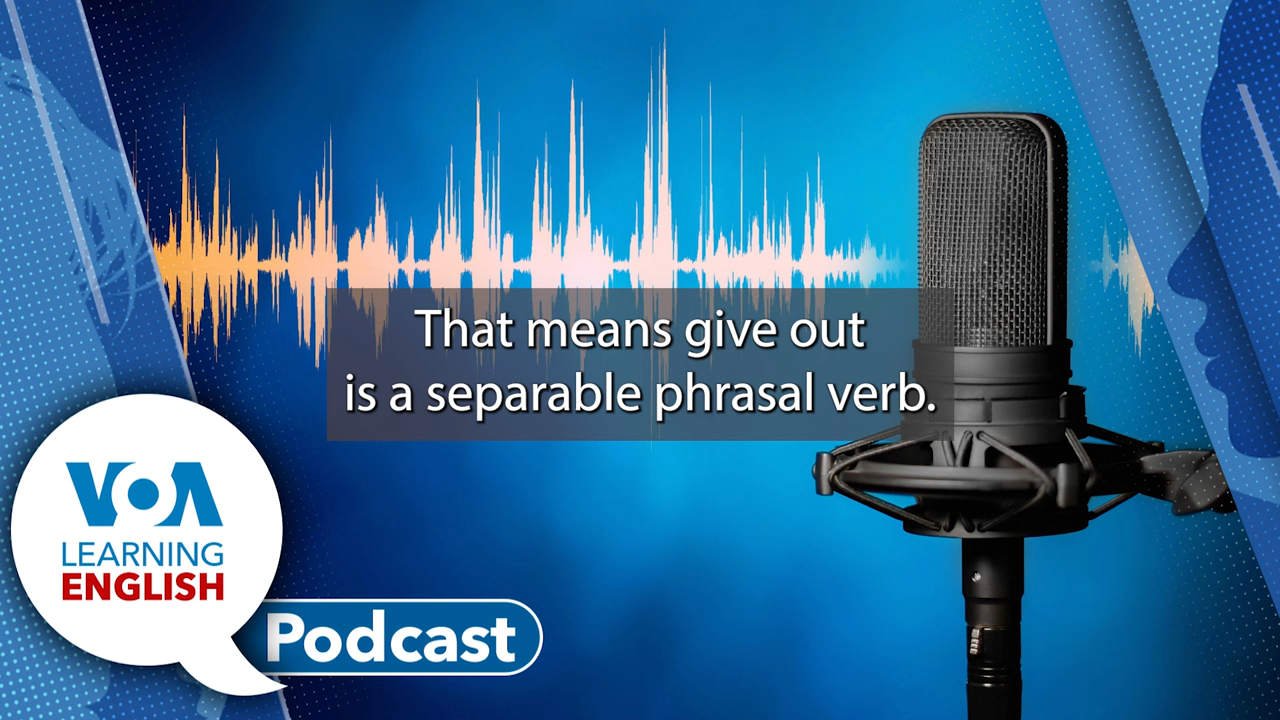 That means give out
is a separable phrasal verb.
VOA
LEARNING
ENGLISH
Podcast